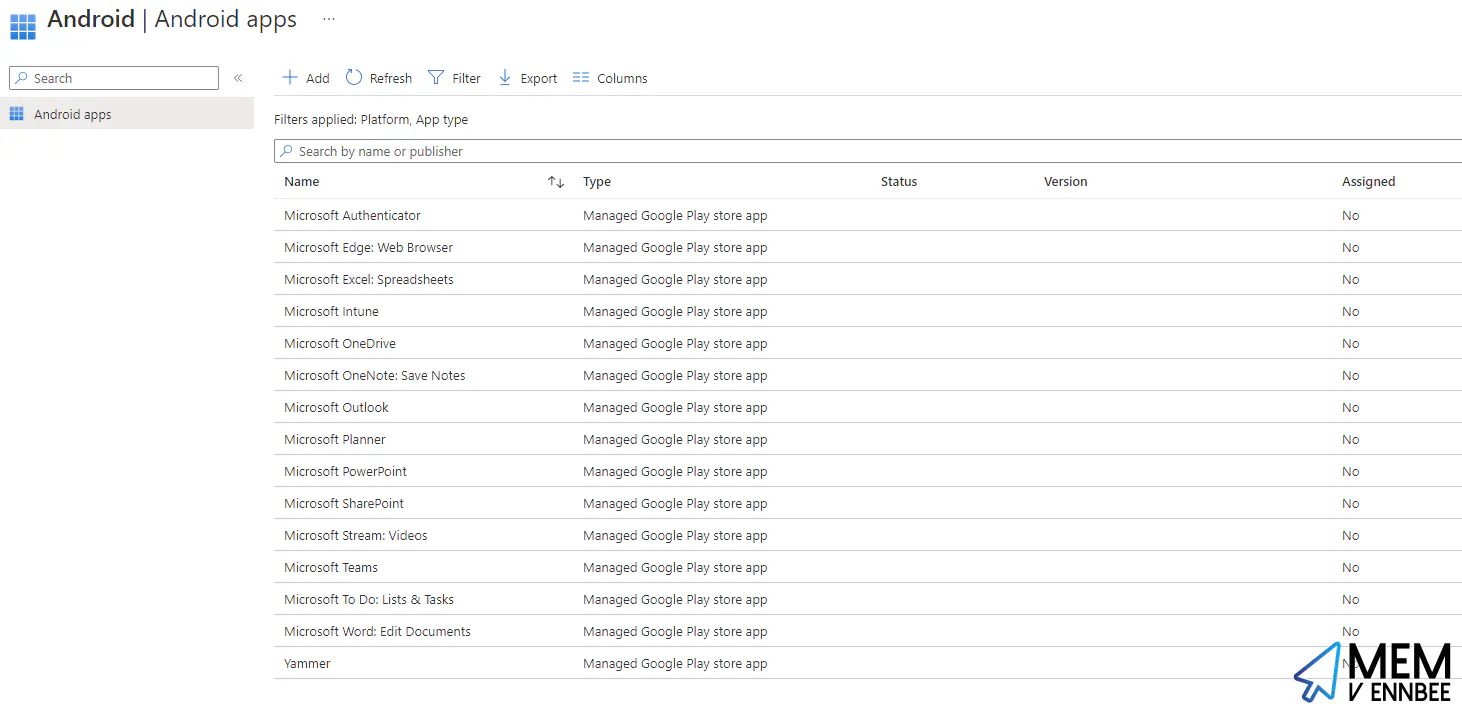 Android | Android apps ...
Search «
Android apps
Add Refresh Filter Export Columns
Filters applied: Platform, App type
Search by name or publisher
Name Type Status Version Assigned
Microsoft Authenticator Managed Google Play store app No
Microsoft Edge: Web Browser Managed Google Play store app No
Microsoft Excel: Spreadsheets Managed Google Play store app No
Microsoft Intune Managed Google Play store app No
Microsoft OneDrive Managed Google Play store app No
Microsoft OneNote: Save Notes Managed Google Play store app No
Microsoft Outlook Managed Google Play store app No
Microsoft Planner Managed Google Play store app No
Microsoft PowerPoint Managed Google Play store app No
Microsoft SharePoint Managed Google Play store app No
Microsoft Stream: Videos Managed Google Play store app No
Microsoft Teams Managed Google Play store app No
Microsoft To Do: Lists & Tasks Managed Google Play store app No
Microsoft Word: Edit Documents Managed Google Play store app No
Yammer Managed Google Play store app
MEM
V ENNBEE